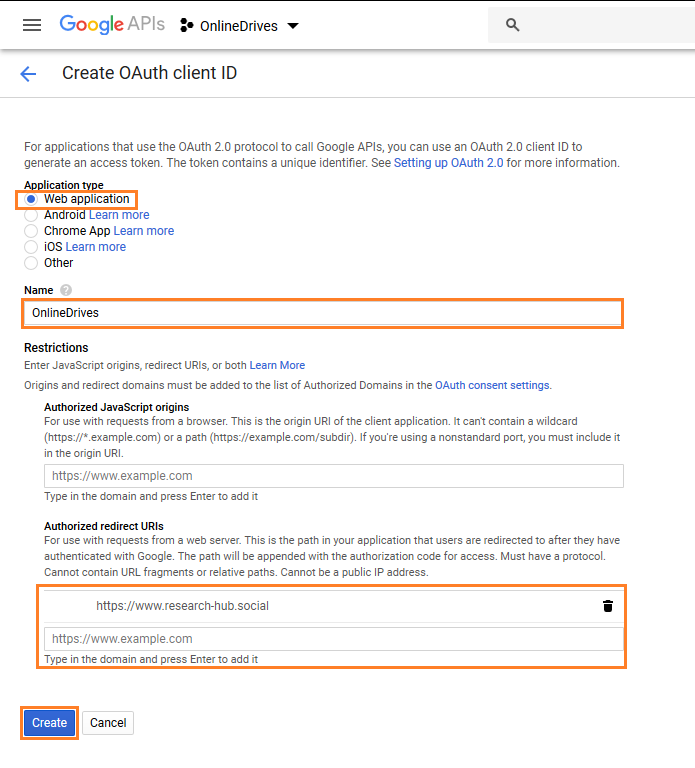 Google APIs OnlineDrives
Create OAuth client ID
For applications that use the OAuth 2.0 protocol to call Google APIs, you can use an OAuth 2.0 client ID to
generate an access token. The token contains a unique identifier. See Setting up OAuth 2.0 for more information.
Application type
Web application
Android Learn more
Chrome App Learn more
iOS Learn more
Other
Name ?
OnlineDrives
Restrictions
Enter JavaScript origins, redirect URIs, or both Learn More
Origins and redirect domains must be added to the list of Authorized Domains in the OAuth consent settings.
Authorized JavaScript origins
For use with requests from a browser. This is the origin URI of the client application. It can't contain a wildcard
(https://*.example.com) or a path (https://example.com/subdir). If you're using a nonstandard port, you must include it
in the origin URI.
https://www.example.com
Type in the domain and press Enter to add it
Authorized redirect URIs
For use with requests from a web server. This is the path in your application that users are redirected to after they have
authenticated with Google. The path will be appended with the authorization code for access. Must have a protocol.
Cannot contain URL fragments or relative paths. Cannot be a public IP address.
https://www.research-hub.social
https://www.example.com
Type in the domain and press Enter to add it
Create Cancel